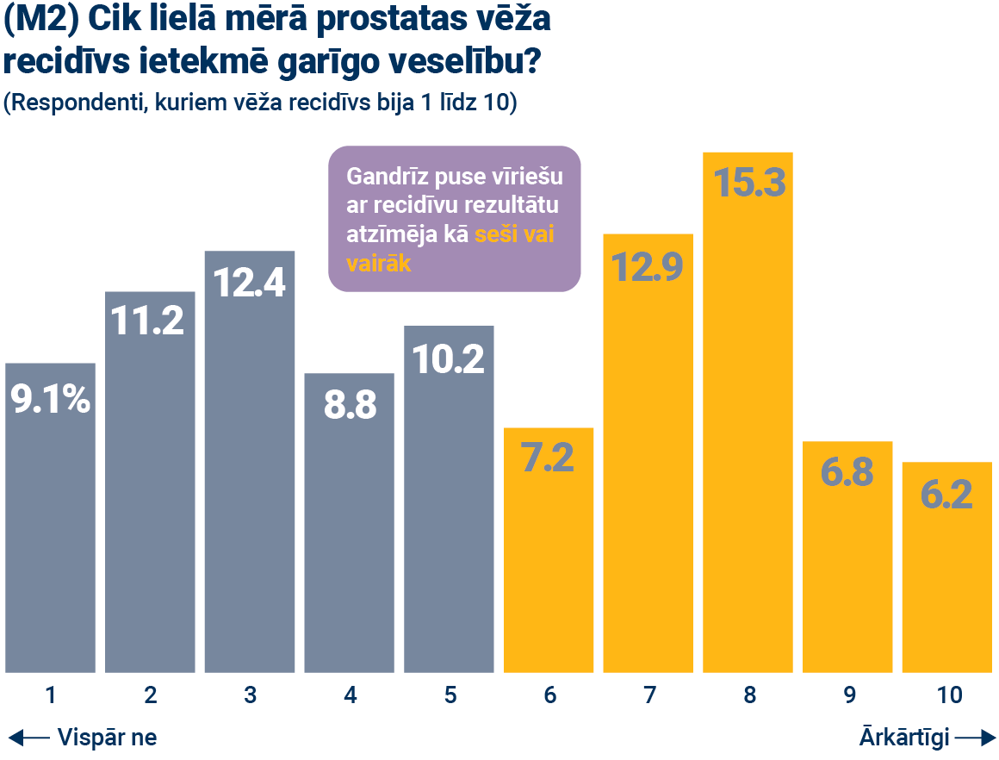 (M2) Cik lielā mērā prostatas vēža
recidīvs ietekmē garīgo veselību?
(Respondenti, kuriem vēža recidīvs bija 1 līdz 10)
Gandrīz puse vīriešu
ar recidīvu rezultātu
atzīmēja kā seši vai
vairāk
9.1%
11.2
12.4
8.8
10.2
7.2
12.9
15.3
6.8
6.2
1 2 3 4 5 6 7 8 9 10
← Vispār ne Ārkārtīgi →